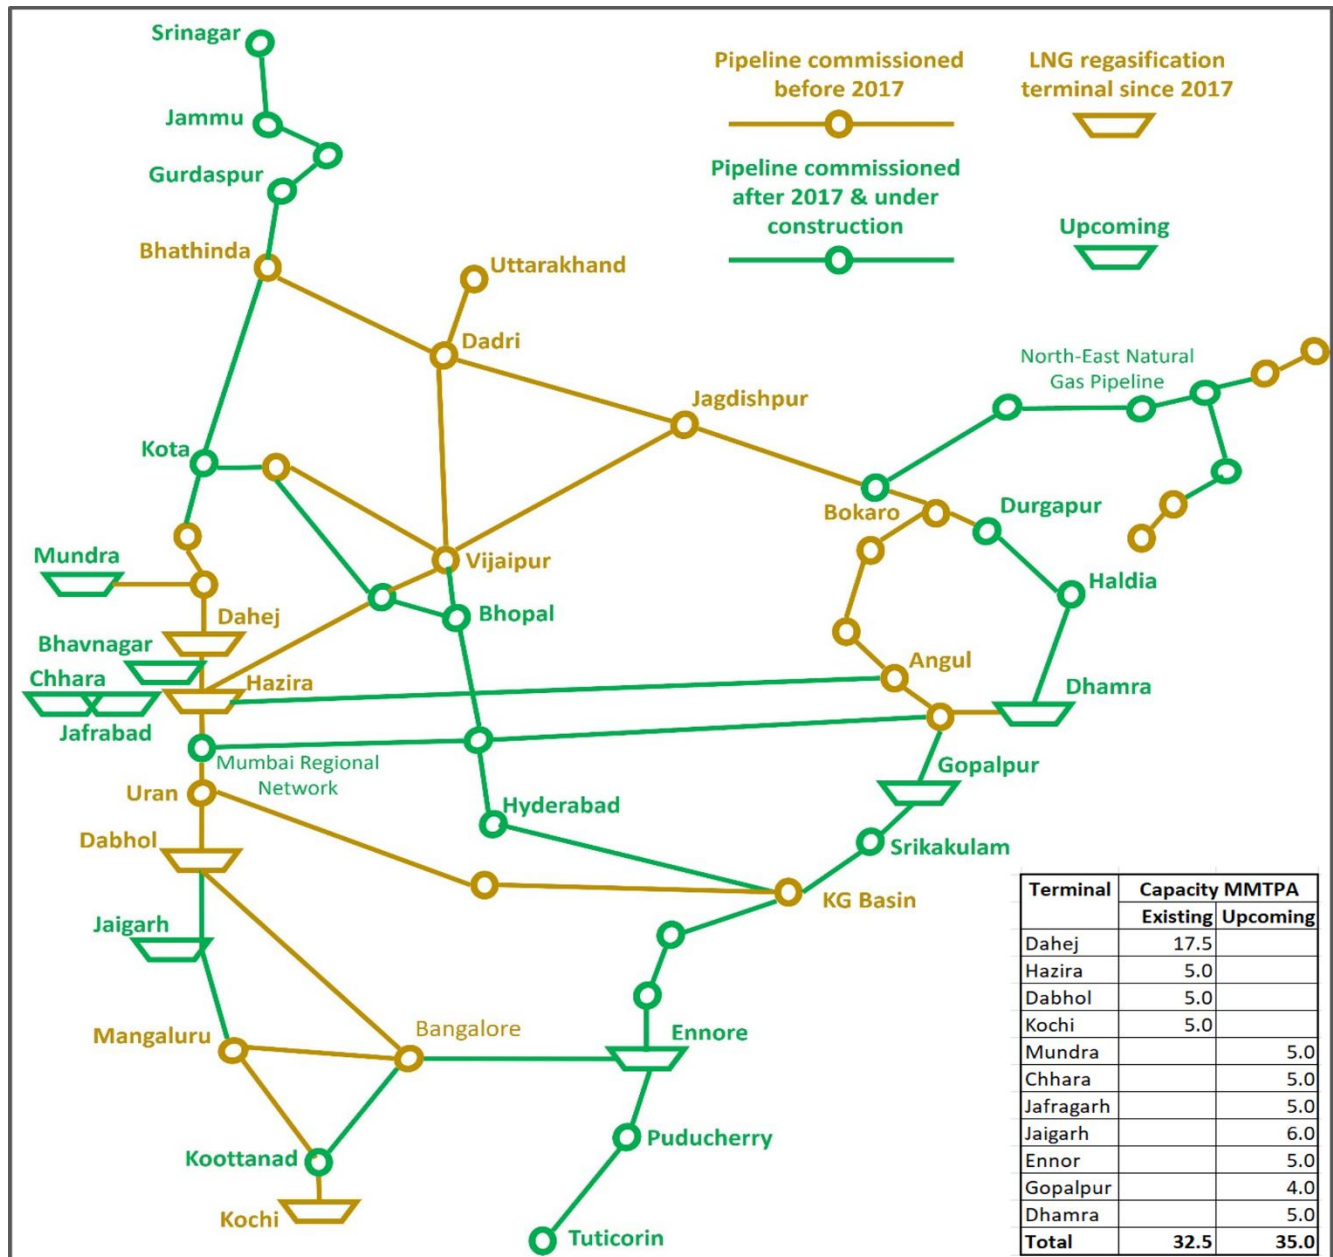 Srinagar
Jammu
Gurdaspur
Bhathinda
Pipeline commissioned
before 2017
LNG regasification
terminal since 2017
Pipeline commissioned
after 2017 & under
construction
Upcoming
Uttarakhand
Dadri
Jagdishpur
North-East Natural
Gas Pipeline
Kota
Vijaipur
Bokaro
Durgapur
Mundra
Haldia
Dahej
Bhopal
Bhavnagar
Chhara
Hazira
Angul
Dhamra
Jafrabad
Mumbai Regional
Network
Gopalpur
Uran
Hyderabad
Dabhol
Srikakulam
KG Basin
Jaigarh
Mangaluru
Bangalore
Ennore
Koottanad
Puducherry
Kochi
Tuticorin
Terminal Capacity MMTPA
Existing Upcoming
Dahej 17.5
Hazira 5.0
Dabhol 5.0
Kochi 5.0
Mundra 5.0
Chhara 5.0
Jafragarh 5.0
Jaigarh 6.0
Ennor 5.0
Gopalpur 4.0
Dhamra 5.0
Total 32.5 35.0